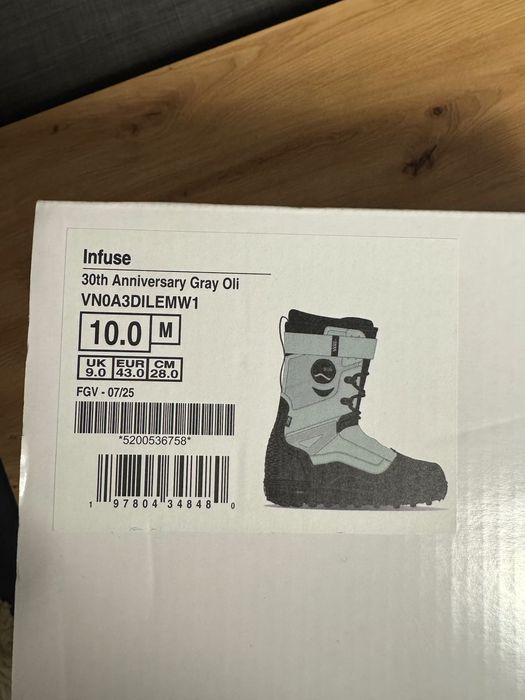 Infuse
30th Anniversary Gray Oli
VN0A3DILEMW1
10.0 M
UK EUR CM
9.0 43.0 28.0
FGV - 07/25
*5200536758*
1 97804 34848 0